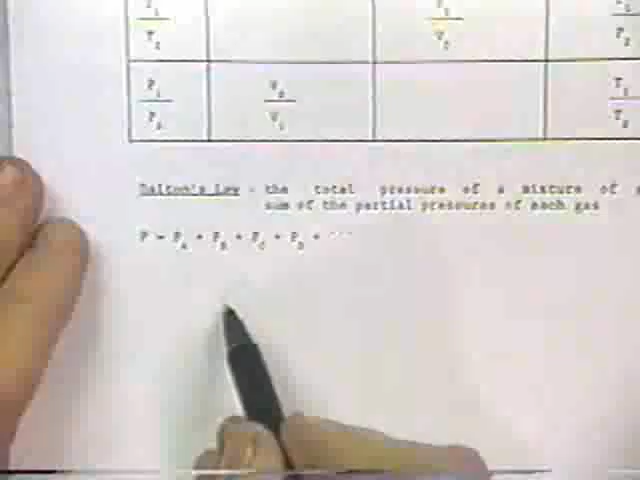 T₁/T₂ V₂
P₂
P₁/P₂ V₂/V₁ T₁/T₂
Dalton's Law - the total pressure of a mixture of
sum of the partial pressures of each gas
P = P_A + P_B + P_C + P_D + ...